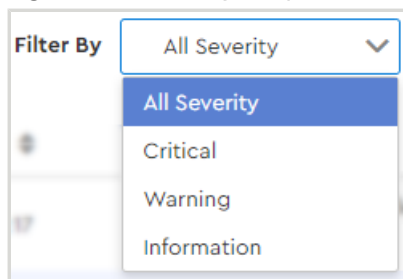 Filter By All Severity
All Severity
Critical
Warning
Information